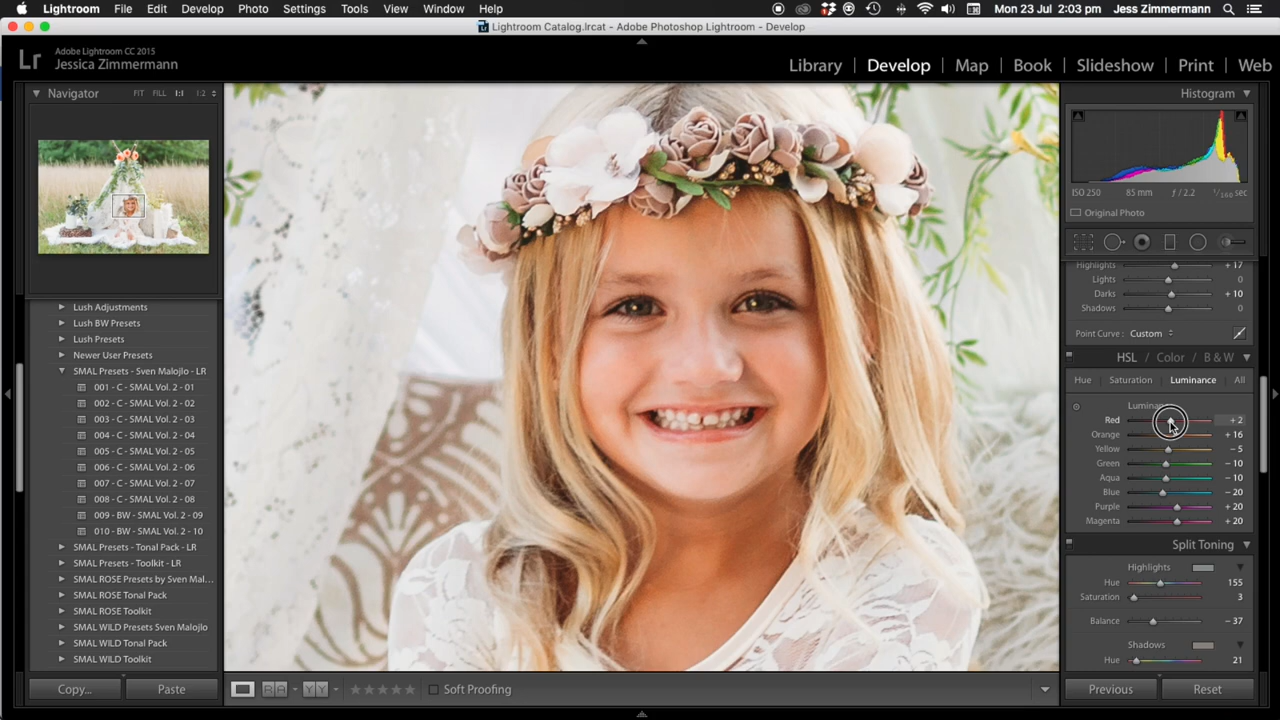 Lightroom File Edit Develop Photo Settings Tools View Window Help Mon 23 Jul 2:03 pm Jess Zimmermann
Lightroom Catalog.lrcat - Adobe Photoshop Lightroom - Develop
Lr Adobe Lightroom CC 2015
Jessica Zimmermann
Library Develop Map Book Slideshow Print Web
Navigator FIT FILL 1:1 1:2
Lush Adjustments
Lush BW Presets
Lush Presets
Newer User Presets
SMAL Presets - Sven Malojlo - LR
001 - C - SMAL Vol. 2 - 01
002 - C - SMAL Vol. 2 - 02
003 - C - SMAL Vol. 2 - 03
004 - C - SMAL Vol. 2 - 04
005 - C - SMAL Vol. 2 - 05
006 - C - SMAL Vol. 2 - 06
007 - C - SMAL Vol. 2 - 07
008 - C - SMAL Vol. 2 - 08
009 - BW - SMAL Vol. 2 - 09
010 - BW - SMAL Vol. 2 - 10
SMAL Presets - Tonal Pack - LR
SMAL Presets - Toolkit - LR
SMAL ROSE Presets by Sven Mal...
SMAL ROSE Tonal Pack
SMAL ROSE Toolkit
SMAL WILD Presets Sven Malojlo
SMAL WILD Tonal Pack
SMAL WILD Toolkit
Copy... Paste
Soft Proofing
Histogram
ISO 250 85 mm ƒ / 2.2 1/160 sec
Original Photo
Highlights + 17
Lights 0
Darks + 10
Shadows 0
Point Curve : Custom
HSL / Color / B & W
Hue Saturation Luminance All
Luminance
Red + 2
Orange + 16
Yellow − 5
Green − 10
Aqua − 10
Blue − 20
Purple + 20
Magenta + 20
Split Toning
Highlights
Hue 155
Saturation 3
Balance − 37
Shadows
Hue 21
Previous Reset